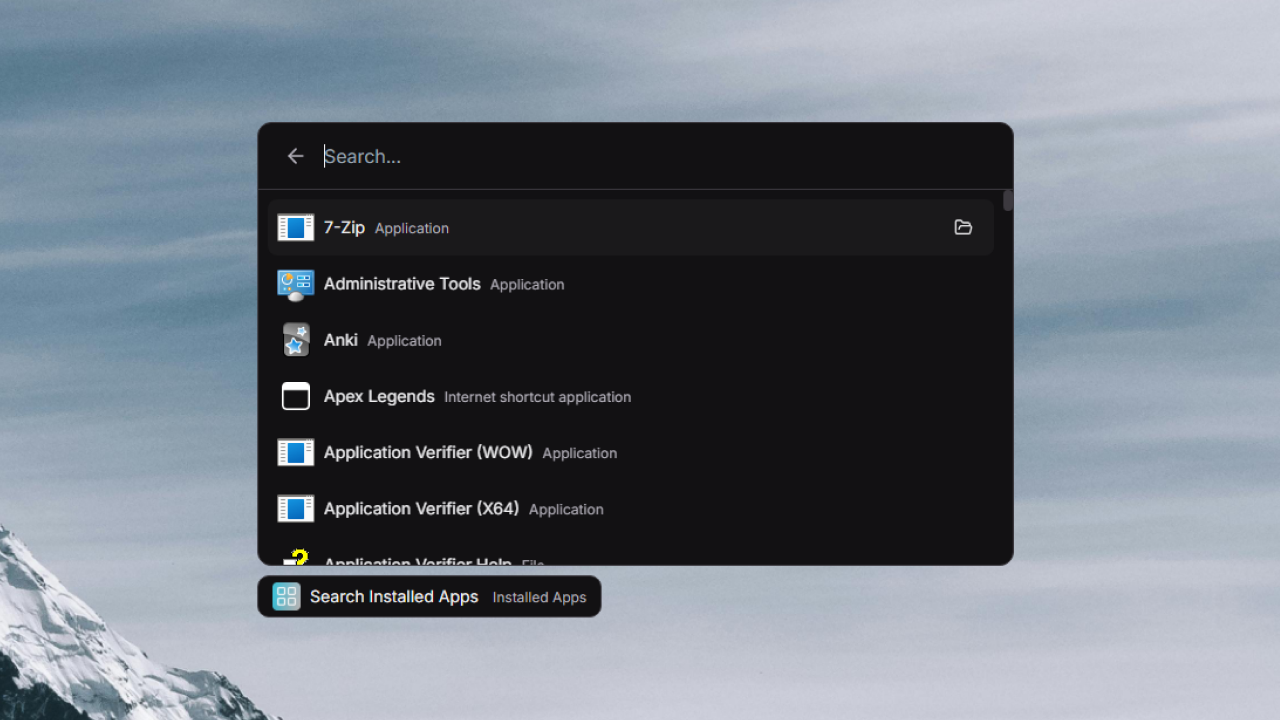 Search...
7-Zip Application
Administrative Tools Application
Anki Application
Apex Legends Internet shortcut application
Application Verifier (WOW) Application
Application Verifier (X64) Application
Application Verifier Help File
Search Installed Apps Installed Apps